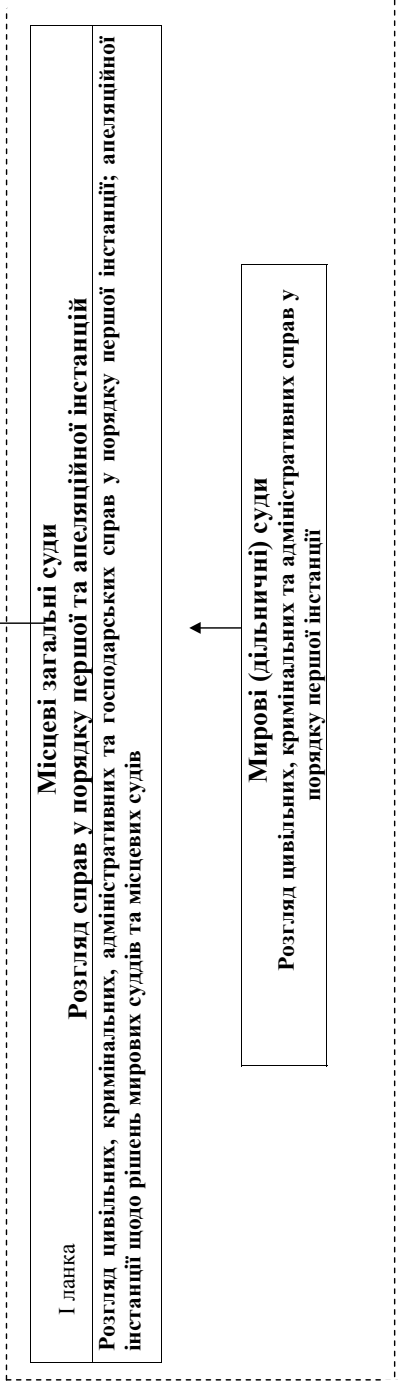 Місцеві загальні суди
І ланка
Розгляд справ у порядку першої та апеляційної інстанцій
Розгляд цивільних, кримінальних, адміністративних та господарських справ у порядку першої інстанції; апеляційної
інстанції щодо рішень мирових суддів та місцевих судів
Мирові (дільничні) суди
Розгляд цивільних, кримінальних та адміністративних справ у
порядку першої інстанції